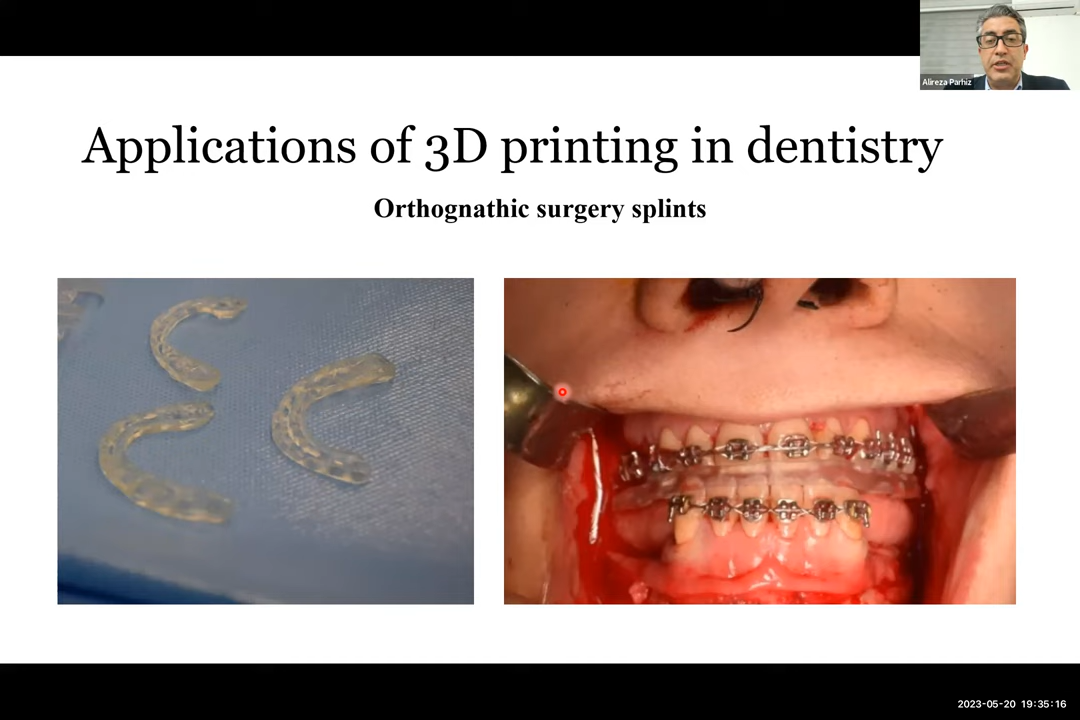 Alireza Parhiz
Applications of 3D printing in dentistry
Orthognathic surgery splints
2023-05-20 19:35:16